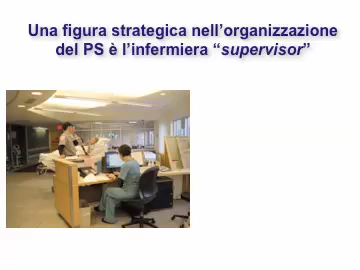 Una figura strategica nell’organizzazione
del PS è l’infermiera “supervisor”